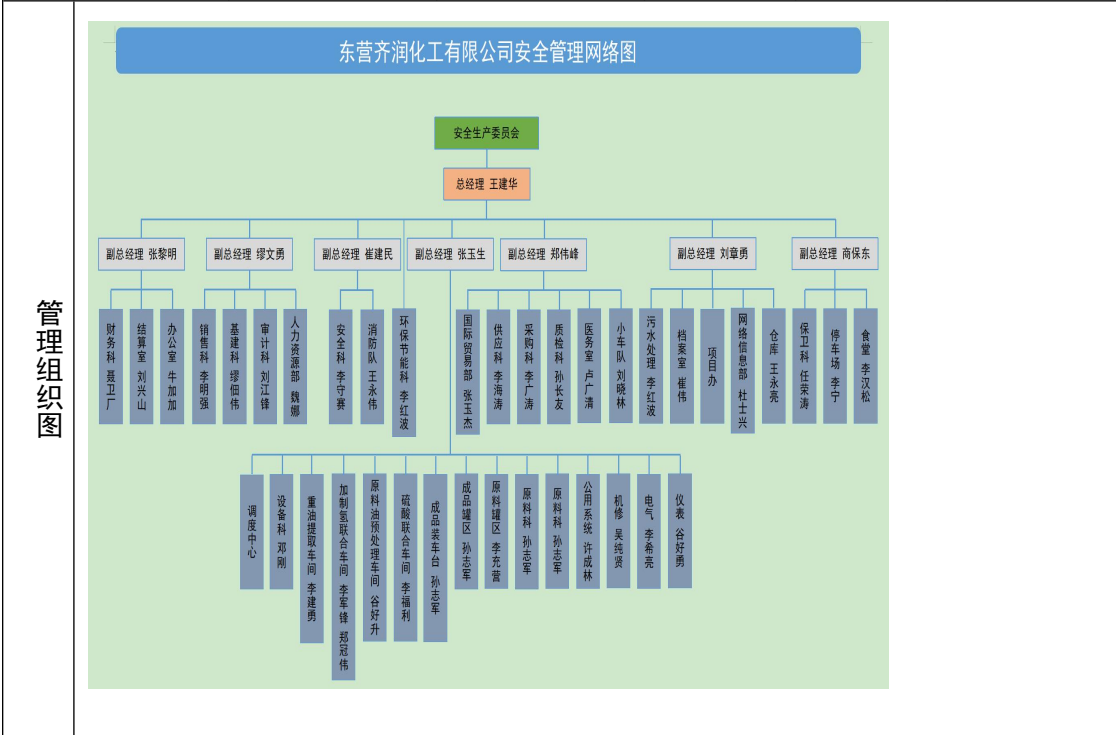 管理组织图
东营齐润化工有限公司安全管理网络图
安全生产委员会
总经理 王建华
副总经理 张黎明
副总经理 缪文勇
副总经理 崔建民
副总经理 张玉生
副总经理 郑伟峰
副总经理 刘章勇
副总经理 商保东
财务科 聂卫厂
结算室 刘兴山
办公室 牛加加
销售科 李明强
基建科 缪佃伟
审计科 刘江锋
人力资源部 魏娜
安全科 李守赛
消防队 王永伟
环保节能科 李红波
国际贸易部 张玉杰
供应科 李海涛
采购科 李广涛
质检科 孙长友
医务室 卢广清
小车队 刘晓林
污水处理 李红波
档案室 崔伟
项目办
网络信息部 杜士兴
仓库 王永亮
保卫科 任荣涛
停车场 李宁
食堂 李汉松
调度中心
设备科 邓刚
重油提取车间 李建勇
加制氢联合车间 李军锋 郑冠伟
原料油预处理车间 谷好升
硫酸联合车间 李福利
成品装车台 孙志军
成品罐区 孙志军
原料罐区 李充营
原料科 孙志军
原料科 孙志军
公用系统 许成林
机修 吴纯贤
电气 李希亮
仪表 谷好勇